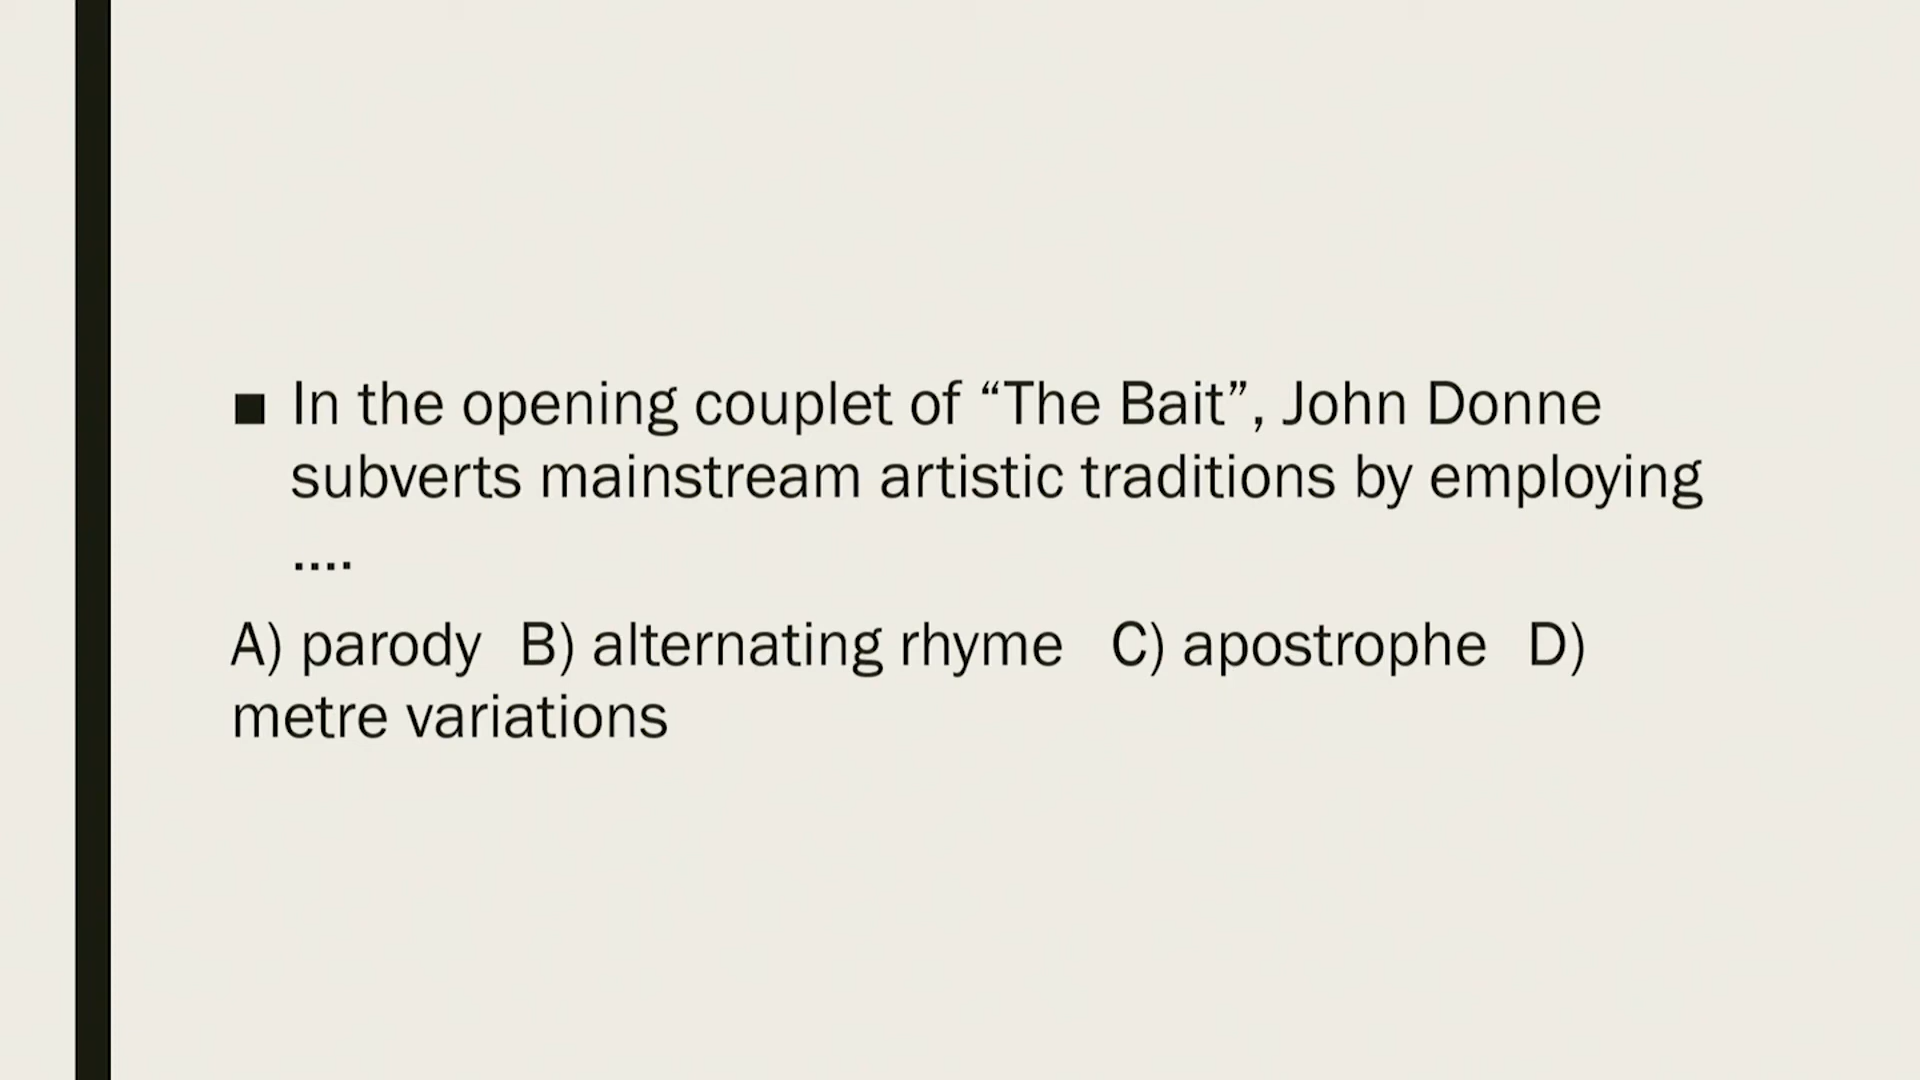 ■ In the opening couplet of “The Bait”, John Donne
subverts mainstream artistic traditions by employing
....
A) parody B) alternating rhyme C) apostrophe D)
metre variations